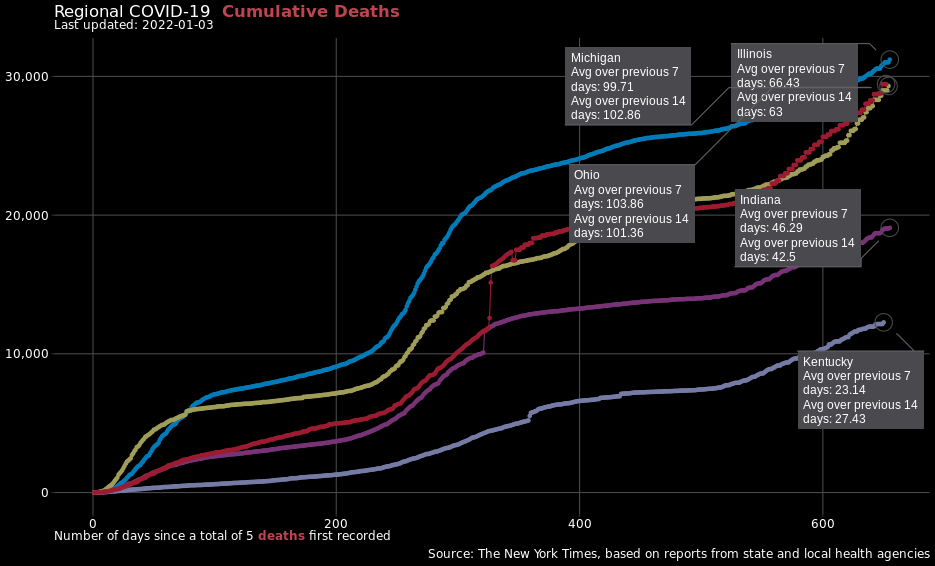 Regional COVID-19 Cumulative Deaths
Last updated: 2022-01-03
30,000
20,000
10,000
0
Michigan
Avg over previous 7
days: 99.71
Avg over previous 14
days: 102.86
Illinois
Avg over previous 7
days: 66.43
Avg over previous 14
days: 63
Ohio
Avg over previous 7
days: 103.86
Avg over previous 14
days: 101.36
Indiana
Avg over previous 7
days: 46.29
Avg over previous 14
days: 42.5
Kentucky
Avg over previous 7
days: 23.14
Avg over previous 14
days: 27.43
0 200 400 600
Number of days since a total of 5 deaths first recorded
Source: The New York Times, based on reports from state and local health agencies